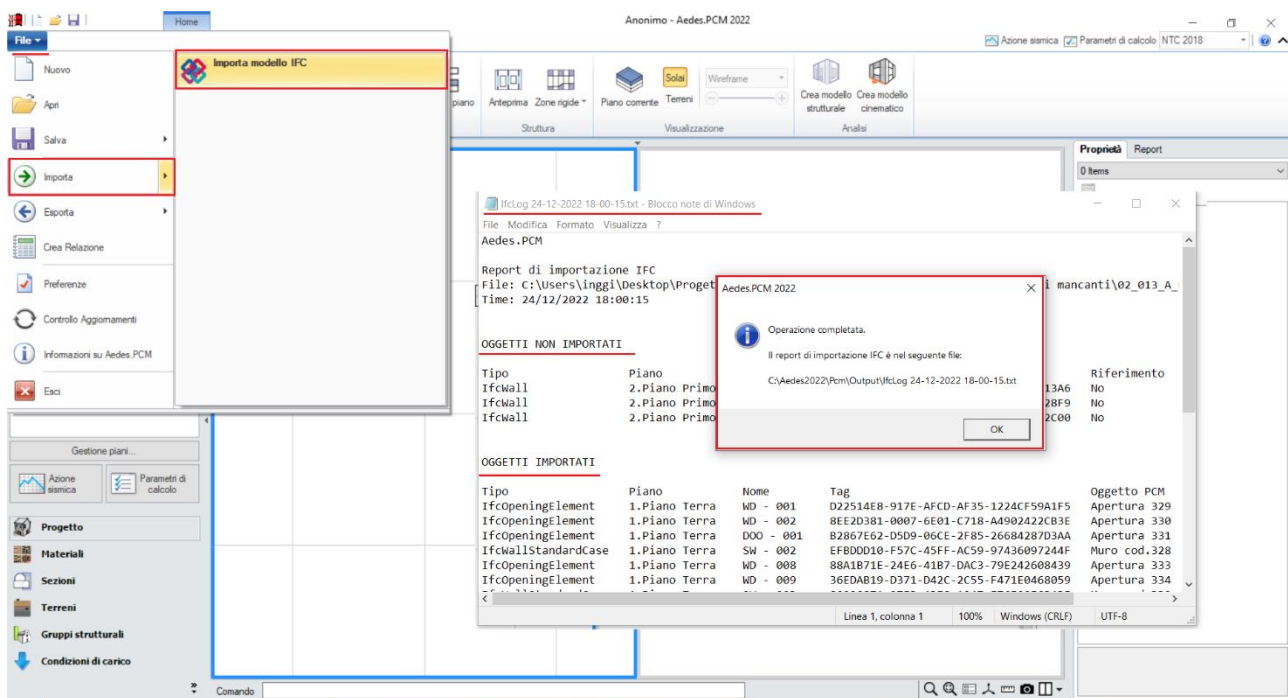 Home
Anonimo - Aedes.PCM 2022
File
Azione sismica Parametri di calcolo NTC 2018
Nuovo
Apri
Salva
Importa
Esporta
Crea Relazione
Preferenze
Controllo Aggiornamenti
Informazioni su Aedes.PCM
Esci
Importa modello IFC
piano
Anteprima Zone rigide
Struttura
Piano corrente
Solai
Terreni
Wireframe
Visualizzazione
Crea modello strutturale
Crea modello cinematico
Analisi
Proprietà Report
0 Items
IfcLog 24-12-2022 18-00-15.txt - Blocco note di Windows
File Modifica Formato Visualizza ?
Aedes.PCM
Report di importazione IFC
File: C:\Users\inggi\Desktop\Proget i mancanti\02_013_A_
Time: 24/12/2022 18:00:15
OGGETTI NON IMPORTATI
Tipo Piano Riferimento
IfcWall 2.Piano Primo 13A6 No
IfcWall 2.Piano Primo 28F9 No
IfcWall 2.Piano Primo 2C00 No
OGGETTI IMPORTATI
Tipo Piano Nome Tag Oggetto PCM
IfcOpeningElement 1.Piano Terra WD - 001 D22514E8-917E-AFCD-AF35-1224CF59A1F5 Apertura 329
IfcOpeningElement 1.Piano Terra WD - 002 8EE2D381-0007-6E01-C718-A4902422CB3E Apertura 330
IfcOpeningElement 1.Piano Terra DOO - 001 B2867E62-D5D9-06CE-2F85-26684287D3AA Apertura 331
IfcWallStandardCase 1.Piano Terra SW - 002 EFBDDD10-F57C-45FF-AC59-97436097244F Muro cod.328
IfcOpeningElement 1.Piano Terra WD - 008 88A1B71E-24E6-41B7-DAC3-79E242608439 Apertura 333
IfcOpeningElement 1.Piano Terra WD - 009 36EDAB19-D371-D42C-2C55-F471E0468059 Apertura 334
Linea 1, colonna 1 100% Windows (CRLF) UTF-8
Aedes.PCM 2022
Operazione completata.
Il report di importazione IFC è nel seguente file:
C:\Aedes2022\Pcm\Output\IfcLog 24-12-2022 18-00-15.txt
OK
Gestione piani...
Azione sismica
Parametri di calcolo
Progetto
Materiali
Sezioni
Terreni
Gruppi strutturali
Condizioni di carico
Comando